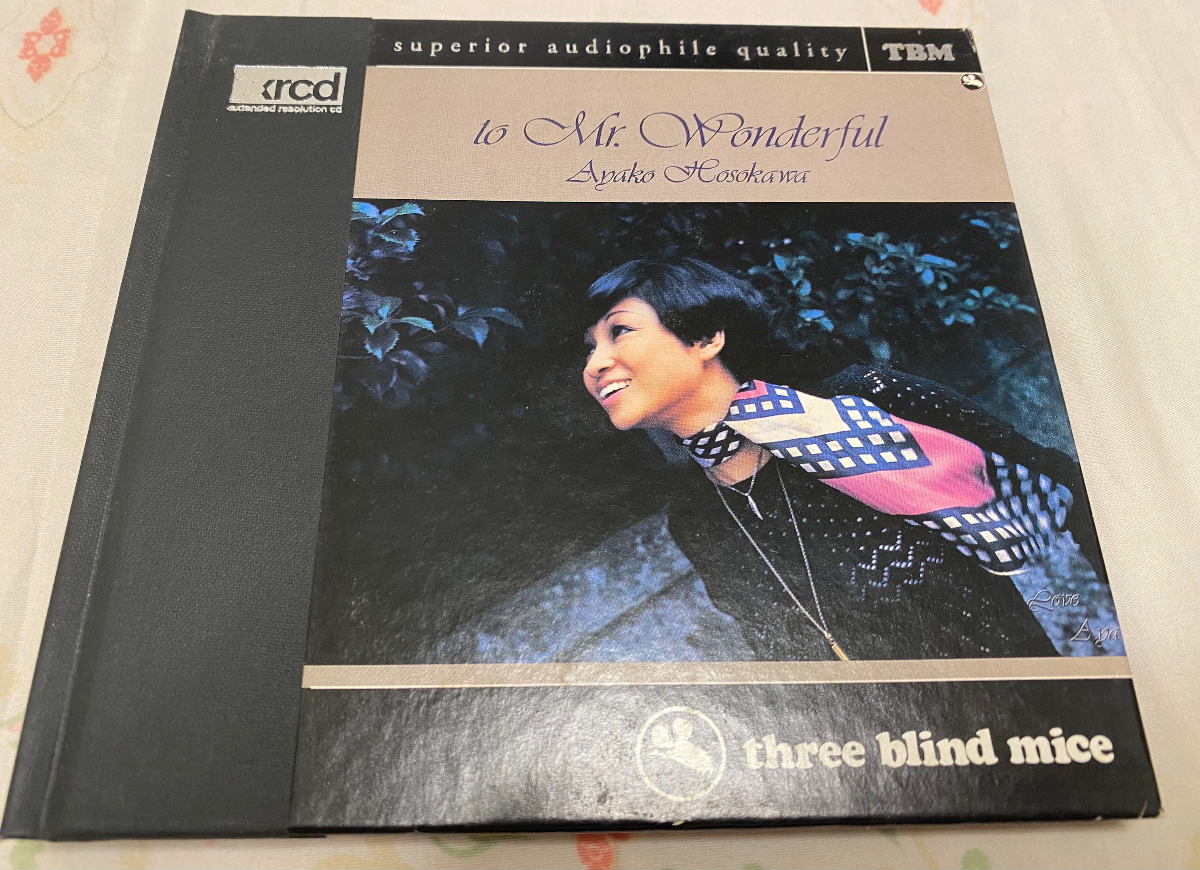 superior audiophile quality TBM
xrcd
extended resolution cd
to Mr. Wonderful
Ayako Hosokawa
Love
Aya
three blind mice